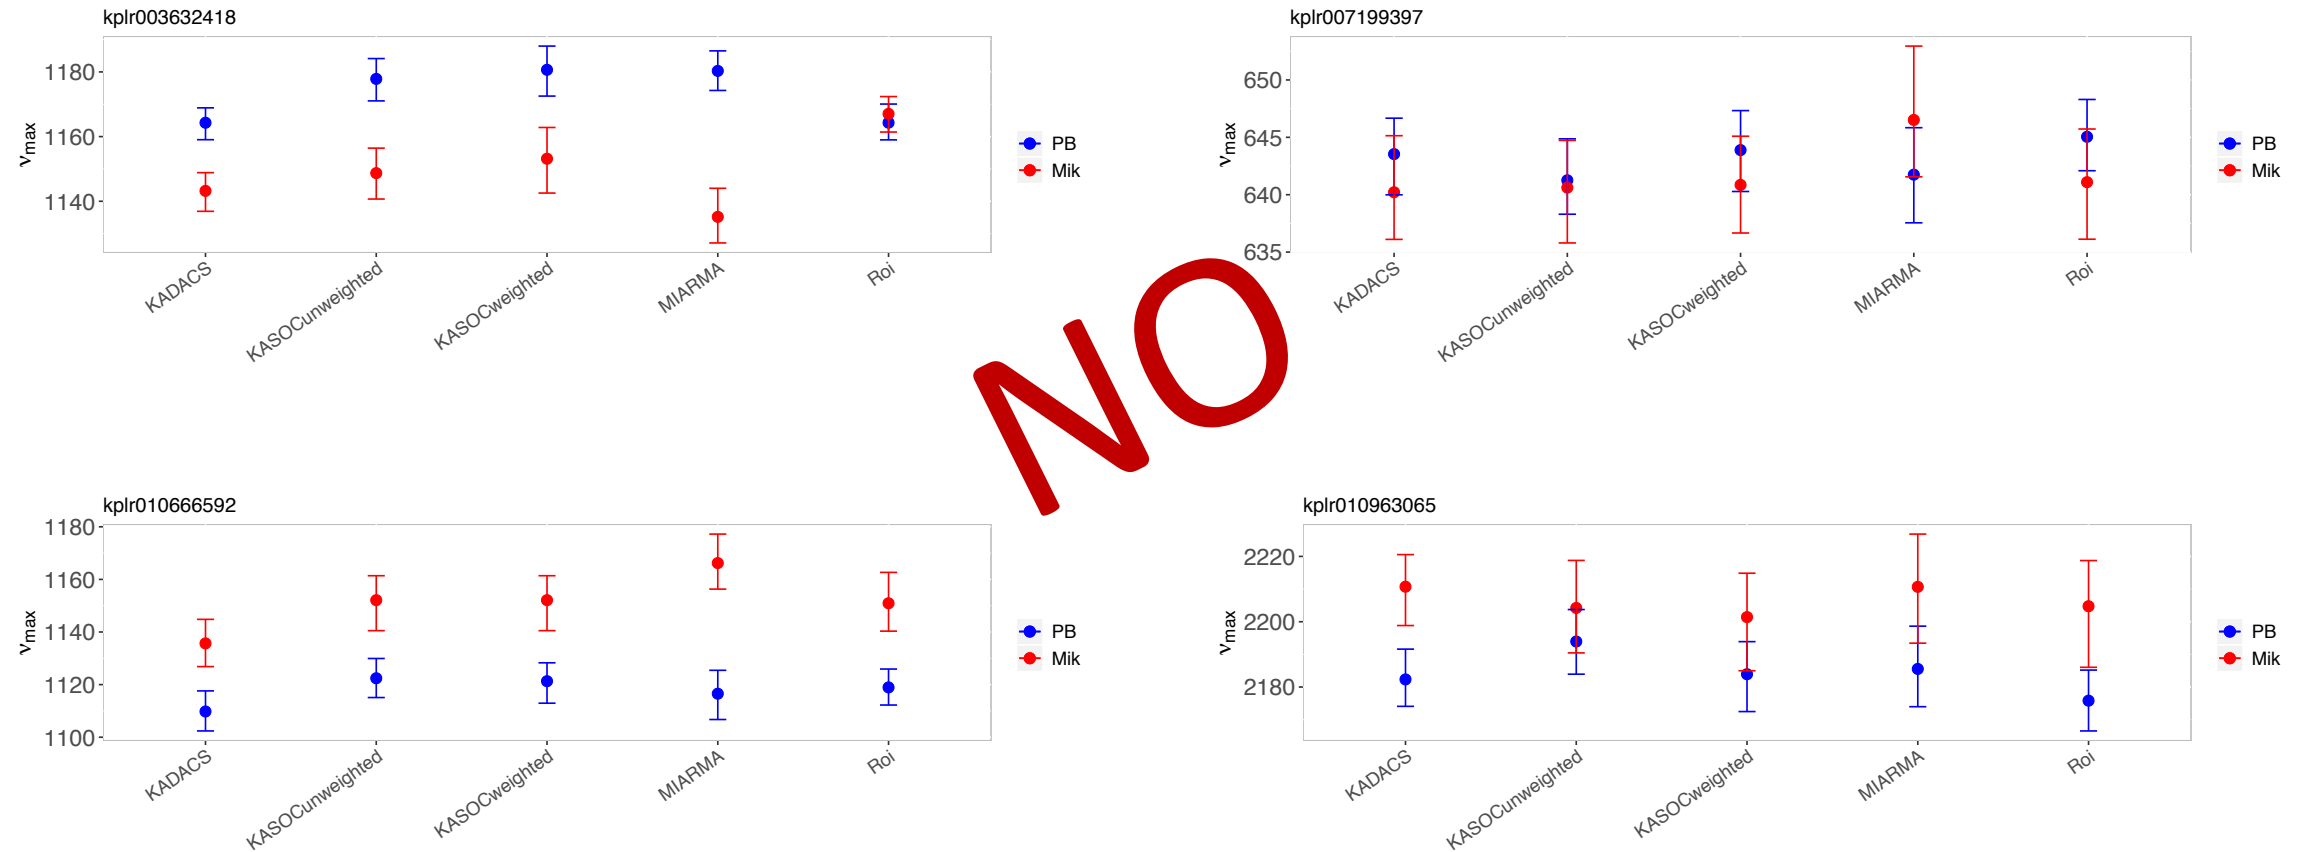 kplr003632418
1180
1160
1140
νmax
KADACS
KASOCunweighted
KASOCweighted
MIARMA
Roi
PB
Mik
kplr007199397
650
645
640
635
νmax
KADACS
KASOCunweighted
KASOCweighted
MIARMA
Roi
PB
Mik
NO
kplr010666592
1180
1160
1140
1120
1100
νmax
KADACS
KASOCunweighted
KASOCweighted
MIARMA
Roi
PB
Mik
kplr010963065
2220
2200
2180
νmax
KADACS
KASOCunweighted
KASOCweighted
MIARMA
Roi
PB
Mik